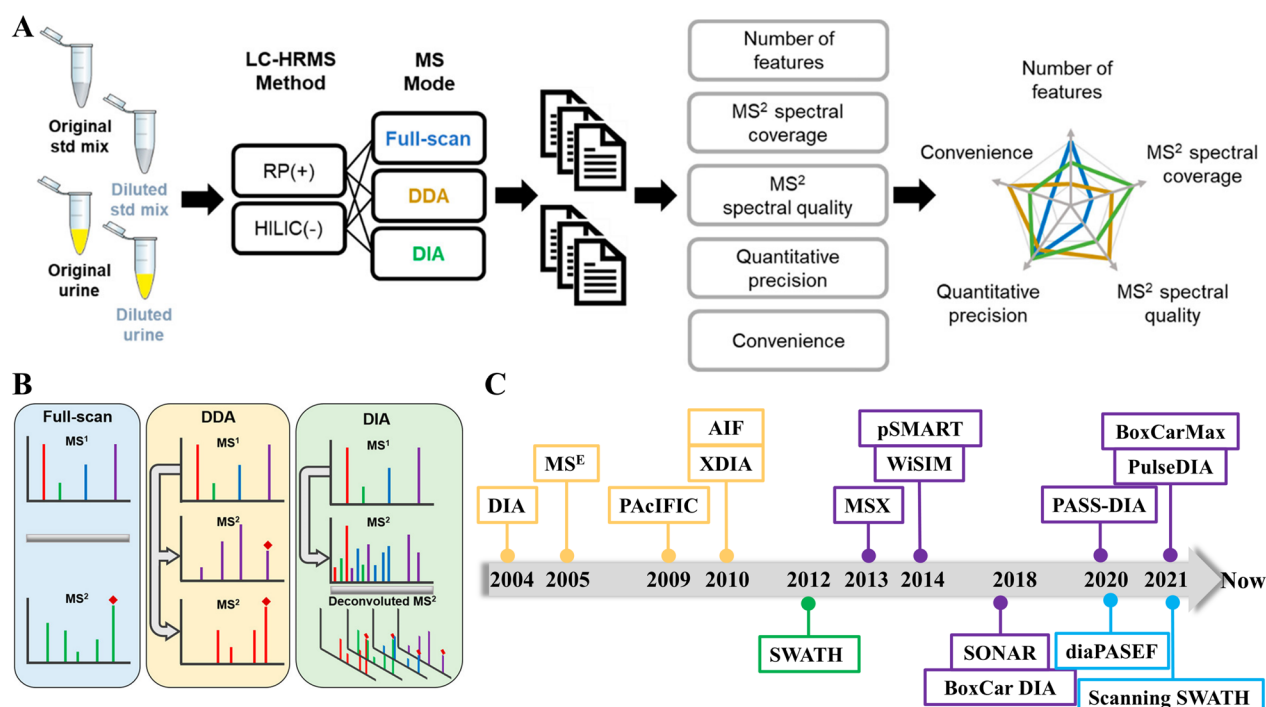 A
Original
std mix
Diluted
std mix
Original
urine
Diluted
urine
LC-HRMS
Method
RP(+)
HILIC(-)
MS
Mode
Full-scan
DDA
DIA
Number of
features
MS² spectral
coverage
MS²
spectral quality
Quantitative
precision
Convenience
Number of
features
Convenience
MS² spectral
coverage
Quantitative
precision
MS² spectral
quality
B
Full-scan
MS¹
MS²
DDA
MS¹
MS²
MS²
DIA
MS¹
MS²
Deconvoluted MS²
C
AIF
pSMART
BoxCarMax
MSᴱ
XDIA
WiSIM
PulseDIA
DIA
PAcIFIC
MSX
PASS-DIA
2004
2005
2009
2010
2012
2013
2014
2018
2020
2021
Now
SWATH
SONAR
diaPASEF
BoxCar DIA
Scanning SWATH